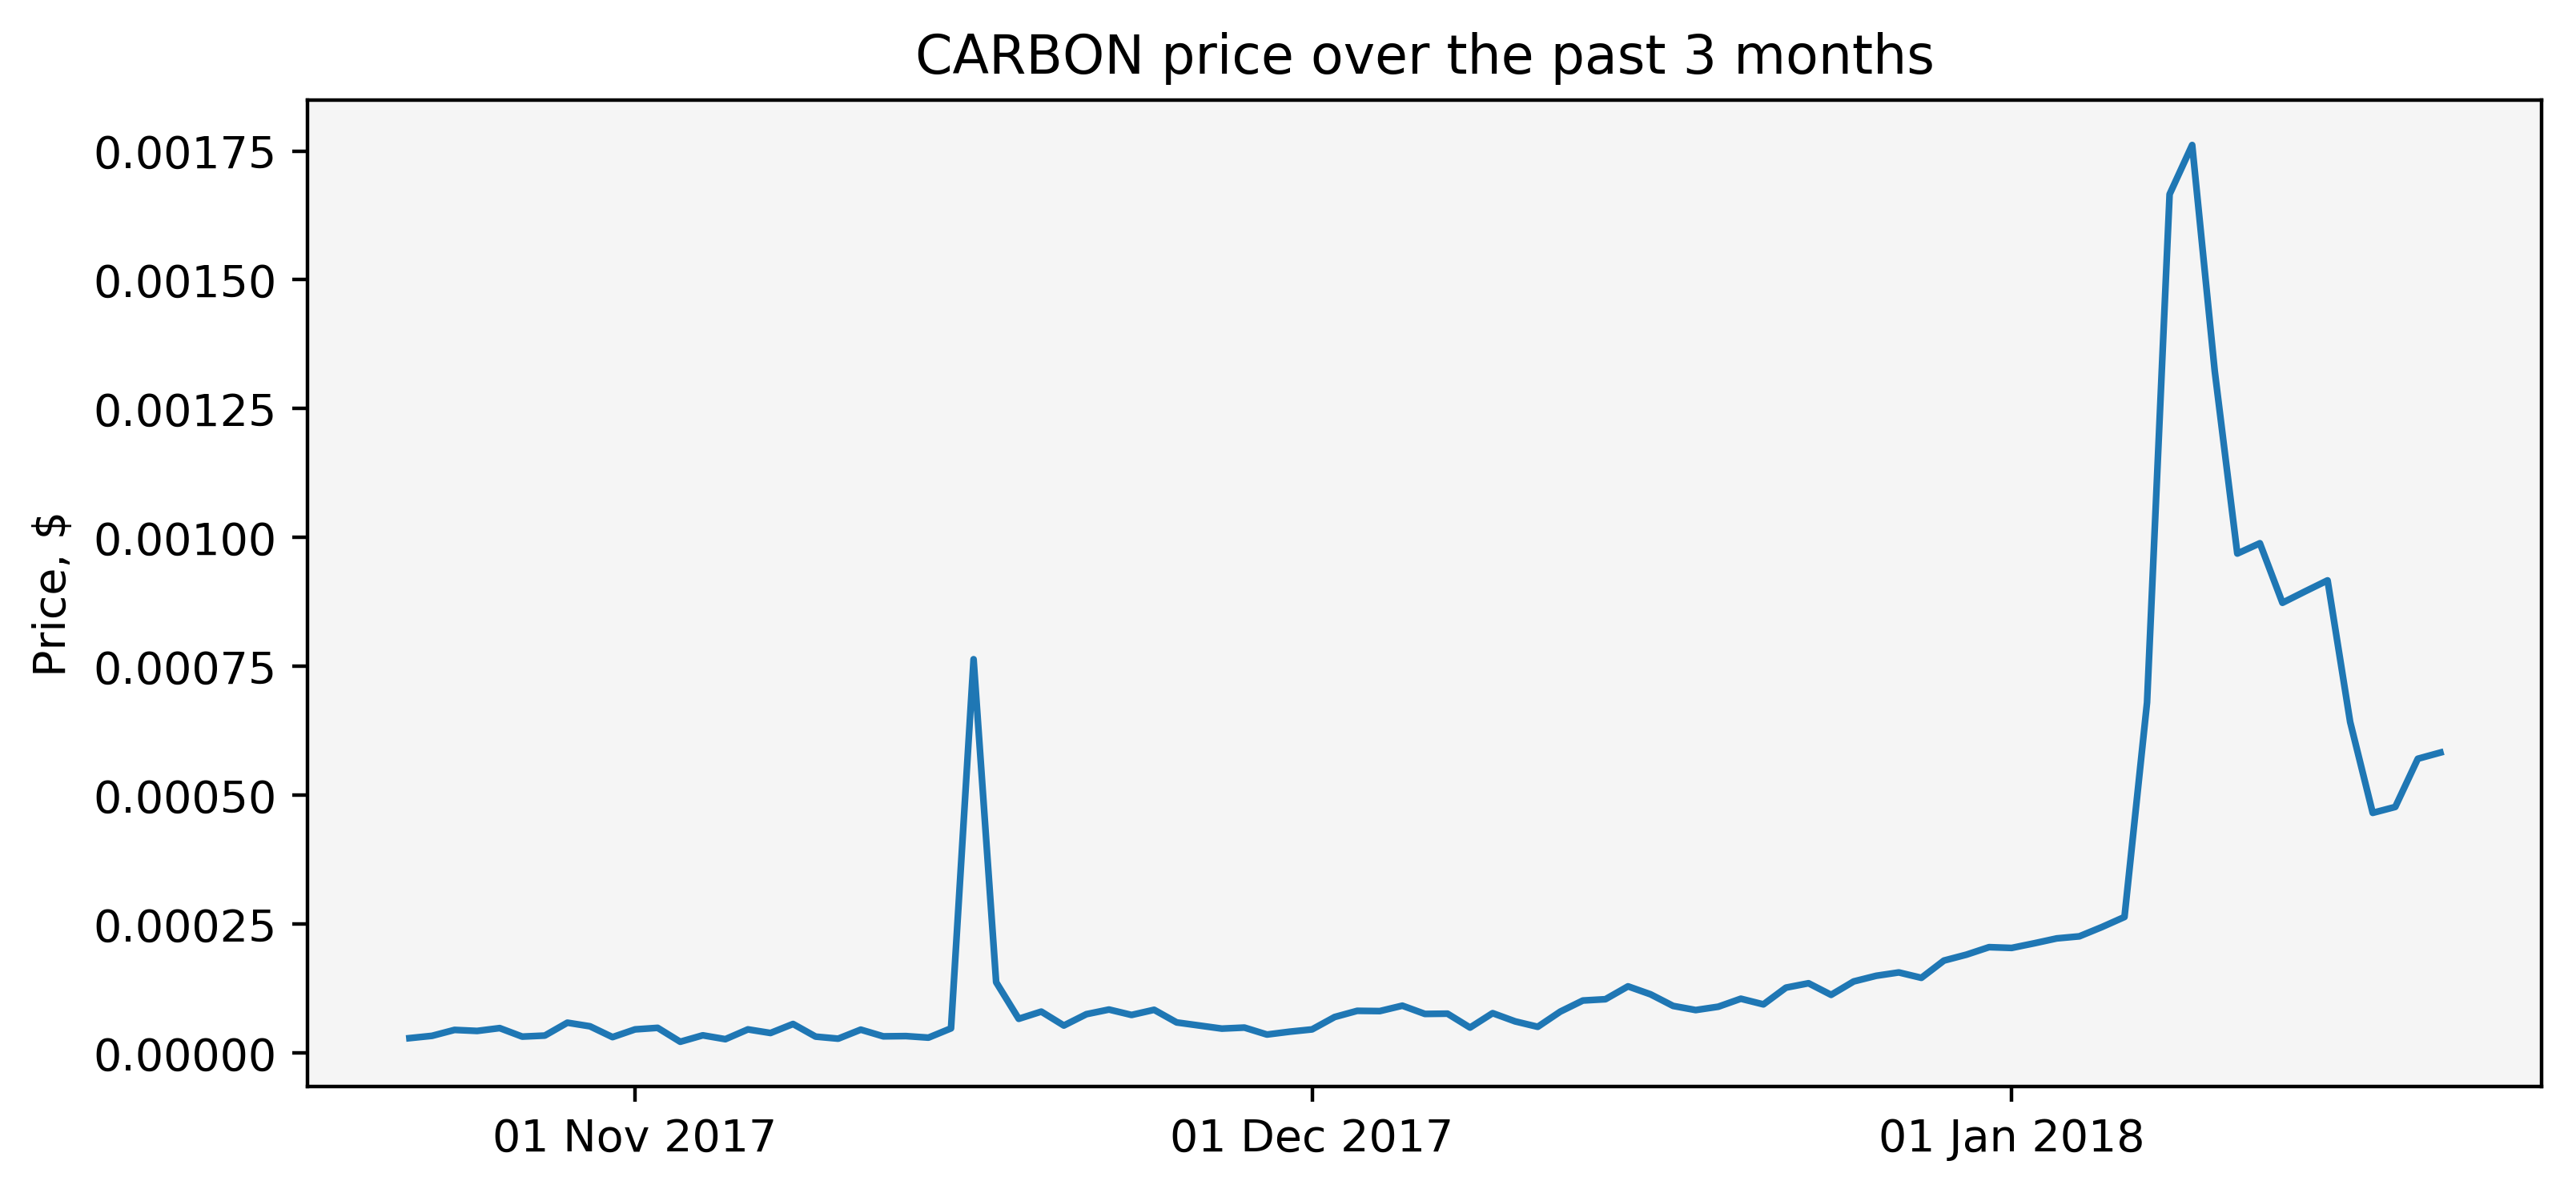 CARBON price over the past 3 months
Price, $
0.00175
0.00150
0.00125
0.00100
0.00075
0.00050
0.00025
0.00000
01 Nov 2017
01 Dec 2017
01 Jan 2018